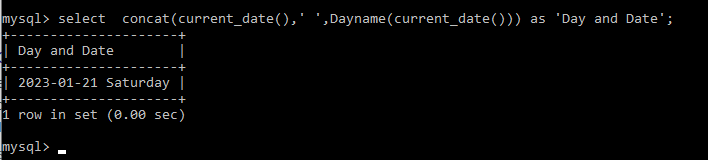 mysql> select  concat(current_date(),' ',Dayname(current_date())) as 'Day and Date';
+---------------------+
| Day and Date        |
+---------------------+
| 2023-01-21 Saturday |
+---------------------+
1 row in set (0.00 sec)
mysql>